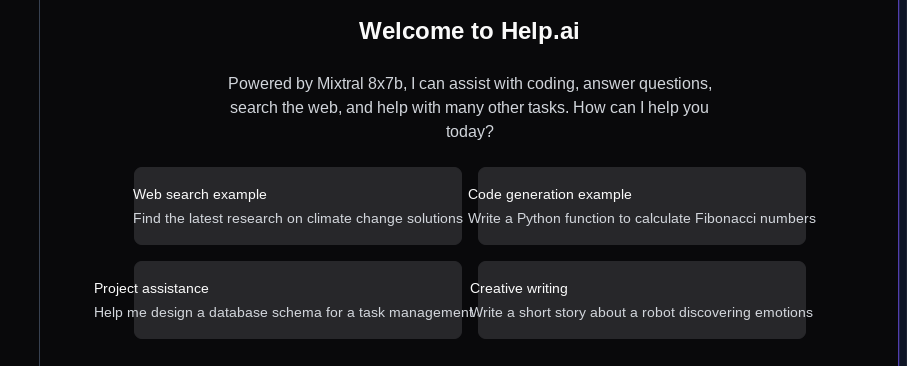 Welcome to Help.ai
Powered by Mixtral 8x7b, I can assist with coding, answer questions,
search the web, and help with many other tasks. How can I help you
today?
Web search example
Find the latest research on climate change solutions
Code generation example
Write a Python function to calculate Fibonacci numbers
Project assistance
Help me design a database schema for a task management
Creative writing
Write a short story about a robot discovering emotions